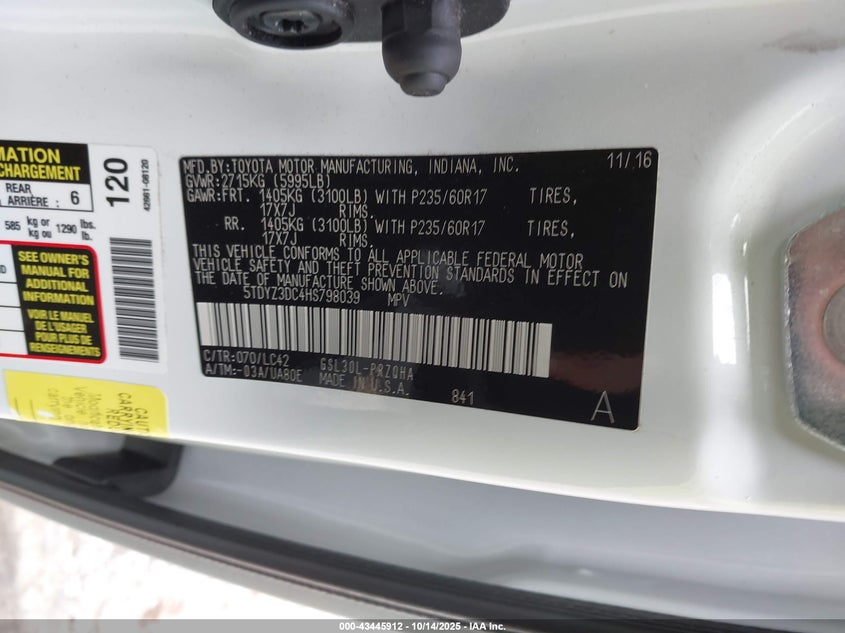 MATION
CHARGEMENT
REAR
ARRIÈRE : 6
585 kg or kg ou 1290 lbs. lb.
120
42661-08120
SEE OWNER'S
MANUAL FOR
ADDITIONAL
INFORMATION
VOIR LE MANUEL
DE L'USAGER
POUR PLUS DE
RENSEIGNEMENTS
MFD.BY:TOYOTA MOTOR MANUFACTURING, INDIANA, INC. 11/16
GVWR:2715KG (5995LB)
GAWR:FRT. 1405KG (3100LB) WITH P235/60R17 TIRES,
17X7J RIMS.
RR. 1405KG (3100LB) WITH P235/60R17 TIRES,
17X7J RIMS.
THIS VEHICLE CONFORMS TO ALL APPLICABLE FEDERAL MOTOR
VEHICLE SAFETY AND THEFT PREVENTION STANDARDS IN EFFECT ON
THE DATE OF MANUFACTURE SHOWN ABOVE.
5TDYZ3DC4HS798039 MPV
C/TR:070/LC42 GSL30L-PRZQHA
A/TM:-03A/UA80E MADE IN U.S.A.
841
A
000-43445912 - 10/14/2025 - © IAA Inc.